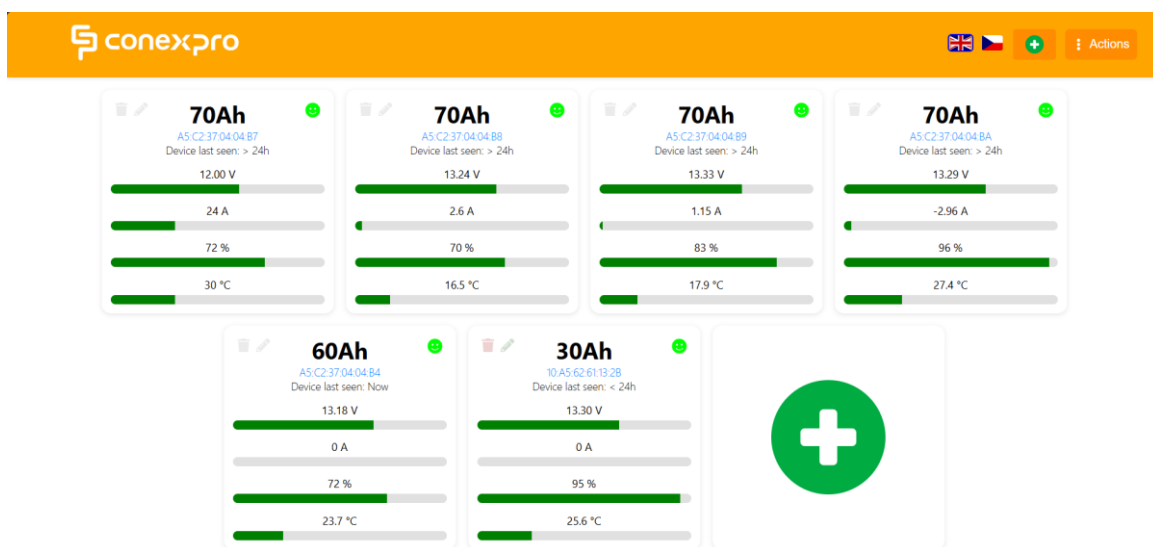 conexpro
Actions
70Ah
A5:C2:37:04:04:B7
Device last seen: > 24h
12.00 V
24 A
72 %
30 °C
70Ah
A5:C2:37:04:04:B8
Device last seen: > 24h
13.24 V
2.6 A
70 %
16.5 °C
70Ah
A5:C2:37:04:04:B9
Device last seen: > 24h
13.33 V
1.15 A
83 %
17.9 °C
70Ah
A5:C2:37:04:04:BA
Device last seen: > 24h
13.29 V
-2.96 A
96 %
27.4 °C
60Ah
A5:C2:37:04:04:B4
Device last seen: Now
13.18 V
0 A
72 %
23.7 °C
30Ah
10:A5:62:61:13:2B
Device last seen: < 24h
13.30 V
0 A
95 %
25.6 °C